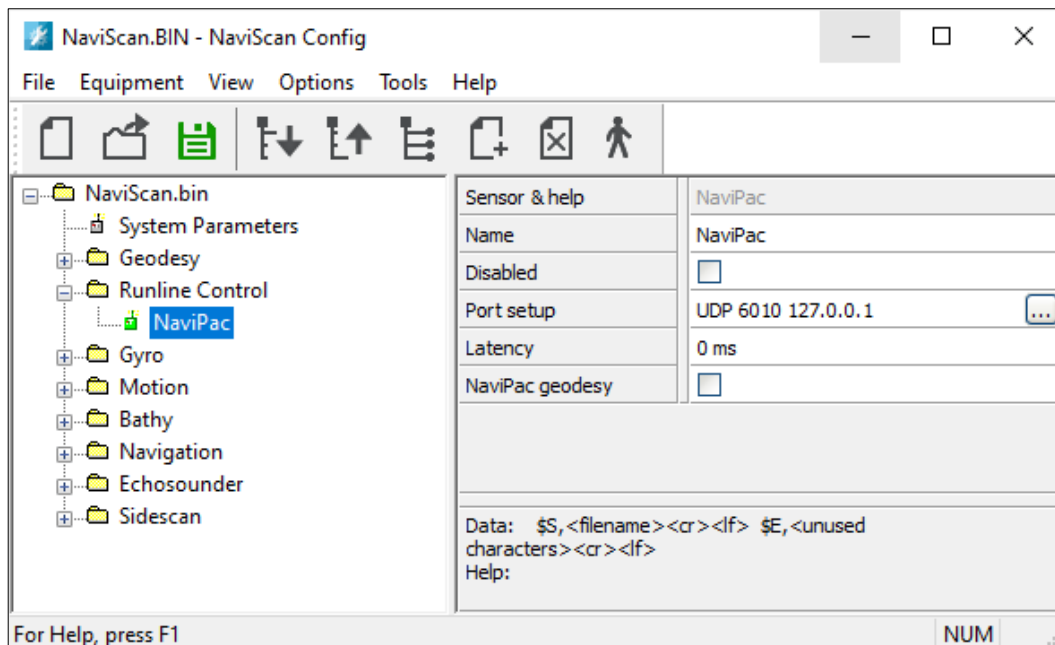 NaviScan.BIN - NaviScan Config
File Equipment View Options Tools Help
NaviScan.bin
System Parameters
Geodesy
Runline Control
NaviPac
Gyro
Motion
Bathy
Navigation
Echosounder
Sidescan
Sensor & help NaviPac
Name NaviPac
Disabled
Port setup UDP 6010 127.0.0.1 ...
Latency 0 ms
NaviPac geodesy
Data: $S,<filename><cr><lf> $E,<unused
characters><cr><lf>
Help:
For Help, press F1 NUM